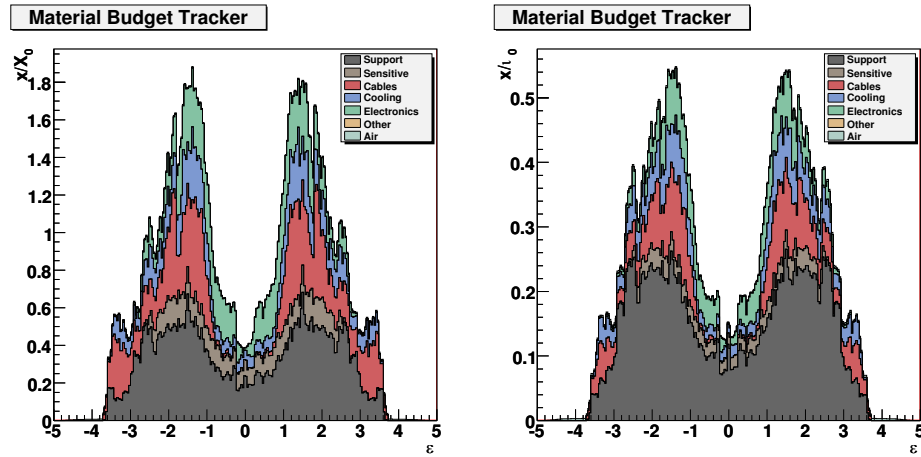 Material Budget Tracker
x/X0
1.8
1.6
1.4
1.2
1
0.8
0.6
0.4
0.2
0
-5 -4 -3 -2 -1 0 1 2 3 4 5
ε
Support
Sensitive
Cables
Cooling
Electronics
Other
Air
Material Budget Tracker
x/ι0
0.5
0.4
0.3
0.2
0.1
0
-5 -4 -3 -2 -1 0 1 2 3 4 5
ε
Support
Sensitive
Cables
Cooling
Electronics
Other
Air